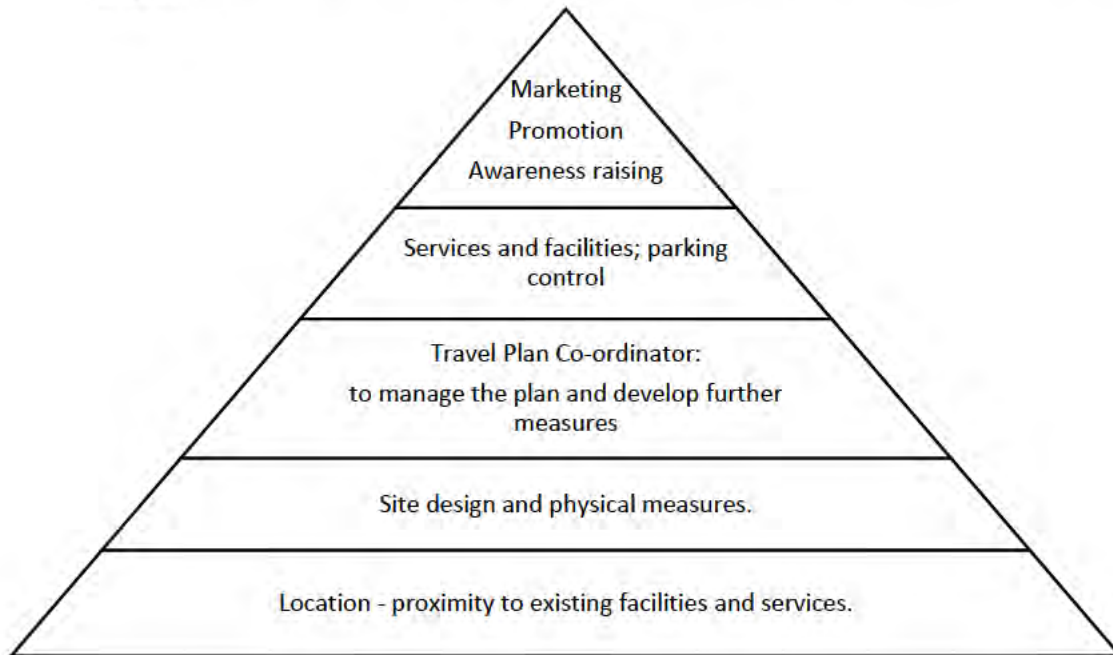 Marketing
Promotion
Awareness raising
Services and facilities; parking
control
Travel Plan Co-ordinator:
to manage the plan and develop further
measures
Site design and physical measures.
Location - proximity to existing facilities and services.